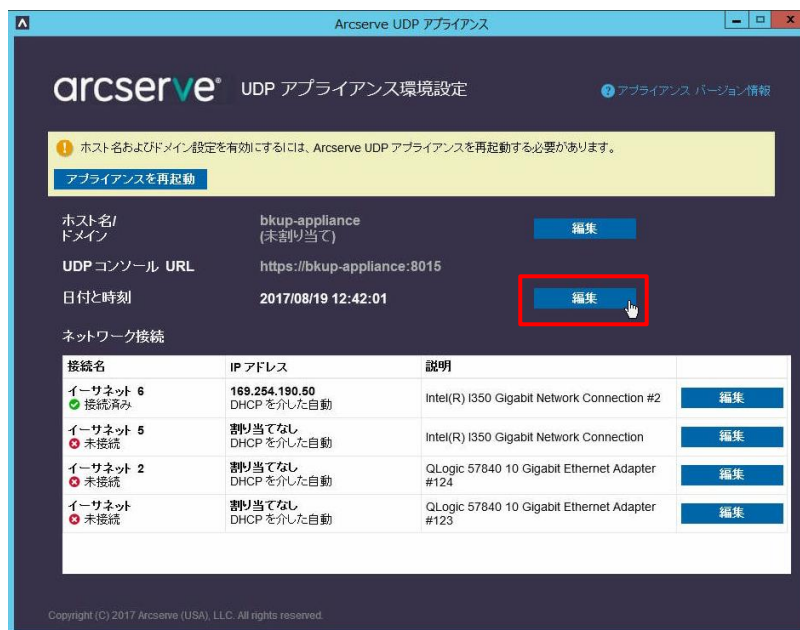 Arcserve UDP アプライアンス
arcserve® UDP アプライアンス環境設定
アプライアンス バージョン情報
ホスト名およびドメイン設定を有効にするには、Arcserve UDP アプライアンスを再起動する必要があります。
アプライアンスを再起動
ホスト名/
ドメイン
bkup-appliance
(未割り当て)
編集
UDP コンソール URL https://bkup-appliance:8015
日付と時刻 2017/08/19 12:42:01 編集
ネットワーク接続
接続名 IP アドレス 説明
イーサネット 6
接続済み
169.254.190.50
DHCP を介した自動
Intel(R) I350 Gigabit Network Connection #2
編集
イーサネット 5
未接続
割り当てなし
DHCP を介した自動
Intel(R) I350 Gigabit Network Connection
編集
イーサネット 2
未接続
割り当てなし
DHCP を介した自動
QLogic 57840 10 Gigabit Ethernet Adapter
#124
編集
イーサネット
未接続
割り当てなし
DHCP を介した自動
QLogic 57840 10 Gigabit Ethernet Adapter
#123
編集
Copyright (C) 2017 Arcserve (USA), LLC. All rights reserved.